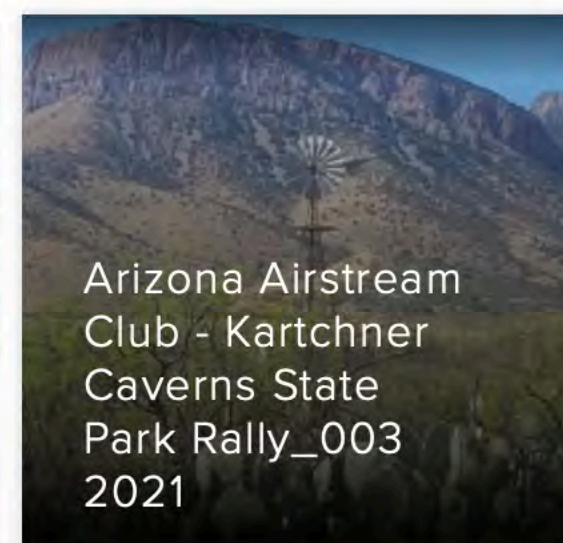 Arizona Airstream
Club - Kartchner
Caverns State
Park Rally_003
2021